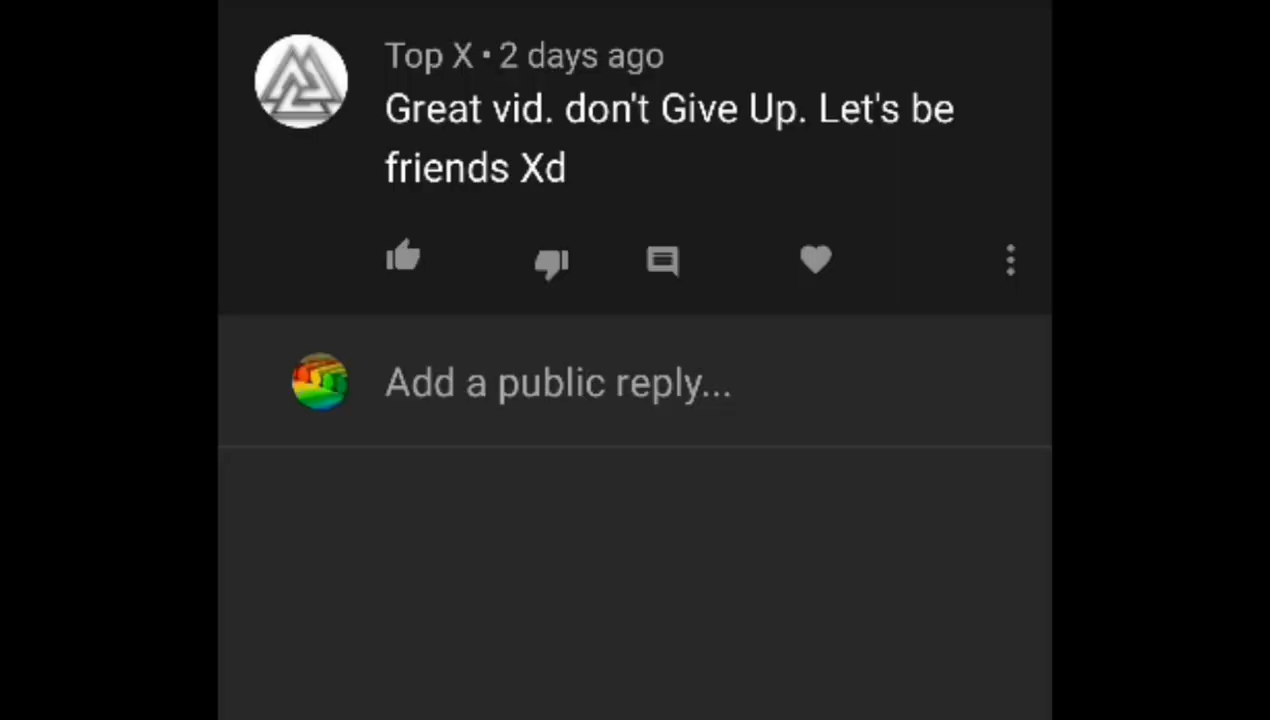 Top X • 2 days ago
Great vid. don't Give Up. Let's be
friends Xd
Add a public reply...